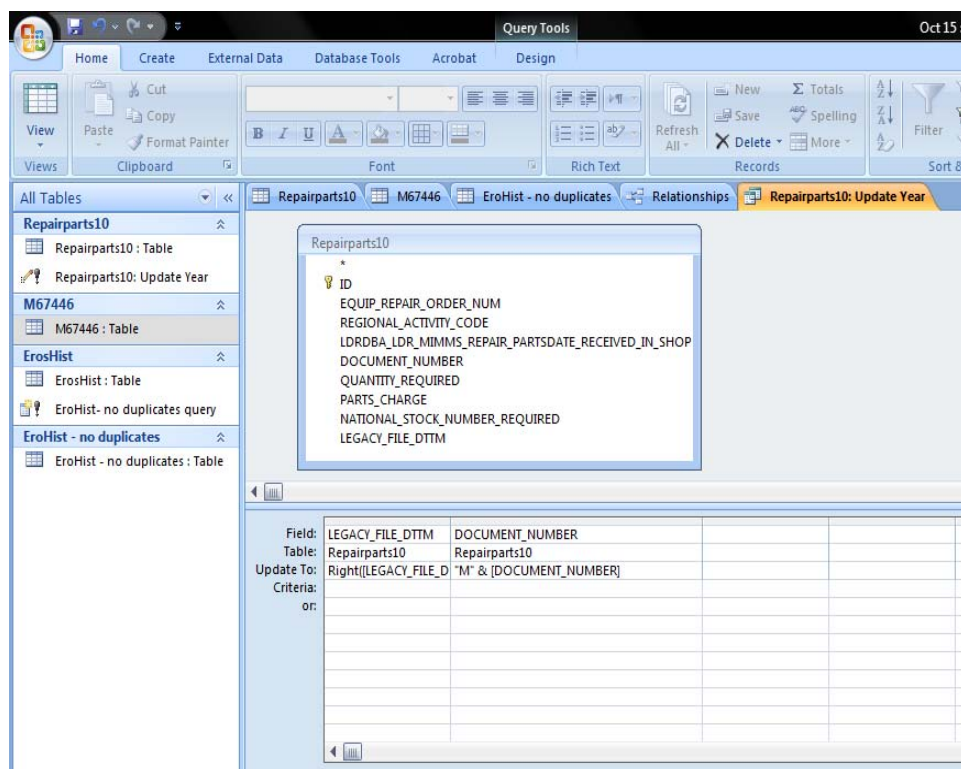 Query Tools
Oct 15
Home Create External Data Database Tools Acrobat Design
View
Views
Paste
Cut
Copy
Format Painter
Clipboard
B I U A
Font
ab
Rich Text
Refresh
All
New
Save
Delete
Totals
ABC Spelling
More
Records
A
Z
Z
A
A
Z
Filter
Sort &
All Tables
Repairparts10
Repairparts10 : Table
Repairparts10: Update Year
M67446
M67446 : Table
ErosHist
ErosHist : Table
EroHist- no duplicates query
EroHist - no duplicates
EroHist - no duplicates : Table
Repairparts10 M67446 EroHist - no duplicates Relationships Repairparts10: Update Year
Repairparts10
*
ID
EQUIP_REPAIR_ORDER_NUM
REGIONAL_ACTIVITY_CODE
LDRDBA_LDR_MIMMS_REPAIR_PARTSDATE_RECEIVED_IN_SHOP
DOCUMENT_NUMBER
QUANTITY_REQUIRED
PARTS_CHARGE
NATIONAL_STOCK_NUMBER_REQUIRED
LEGACY_FILE_DTTM
Field: LEGACY_FILE_DTTM DOCUMENT_NUMBER
Table: Repairparts10 Repairparts10
Update To: Right([LEGACY_FILE_D "M" & [DOCUMENT_NUMBER]
Criteria:
or: